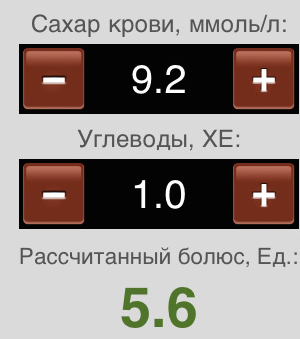 Сахар крови, ммоль/л:
− 9.2 +
Углеводы, ХЕ:
− 1.0 +
Рассчитанный болюс, Ед.:
5.6